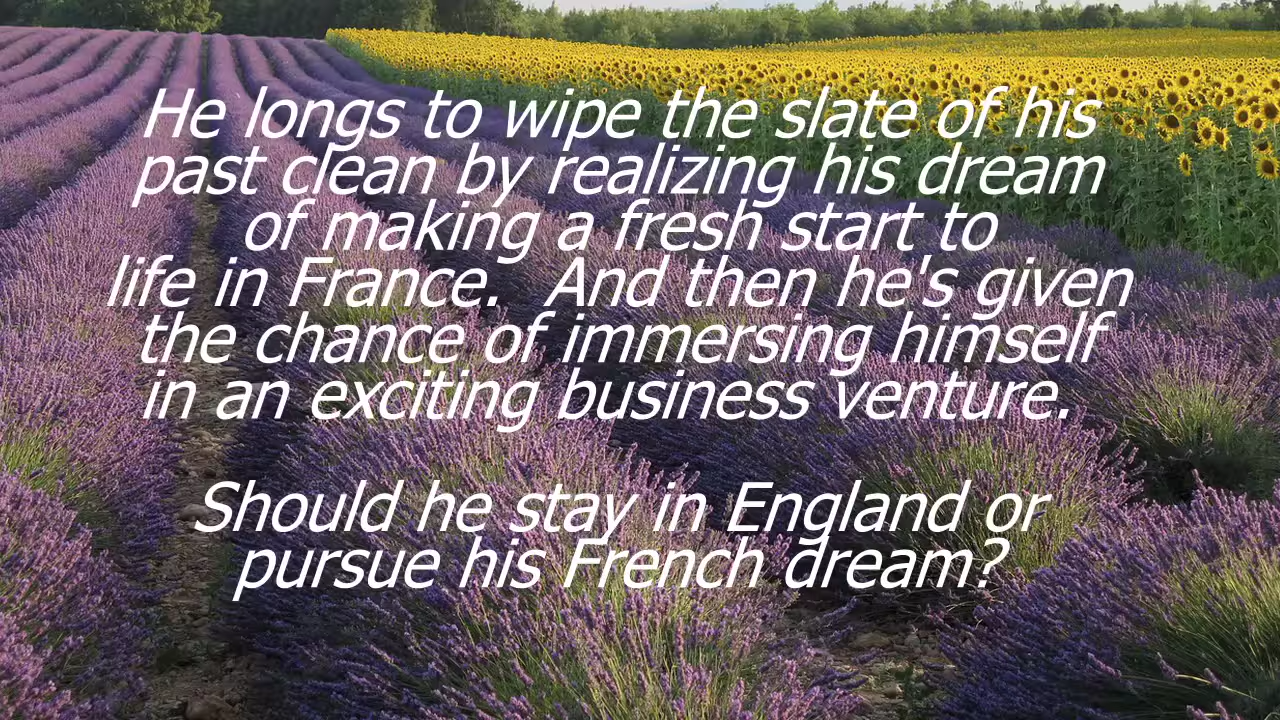 He longs to wipe the slate of his
past clean by realizing his dream
of making a fresh start to
life in France.  And then he's given
the chance of immersing himself
in an exciting business venture.
Should he stay in England or
pursue his French dream?